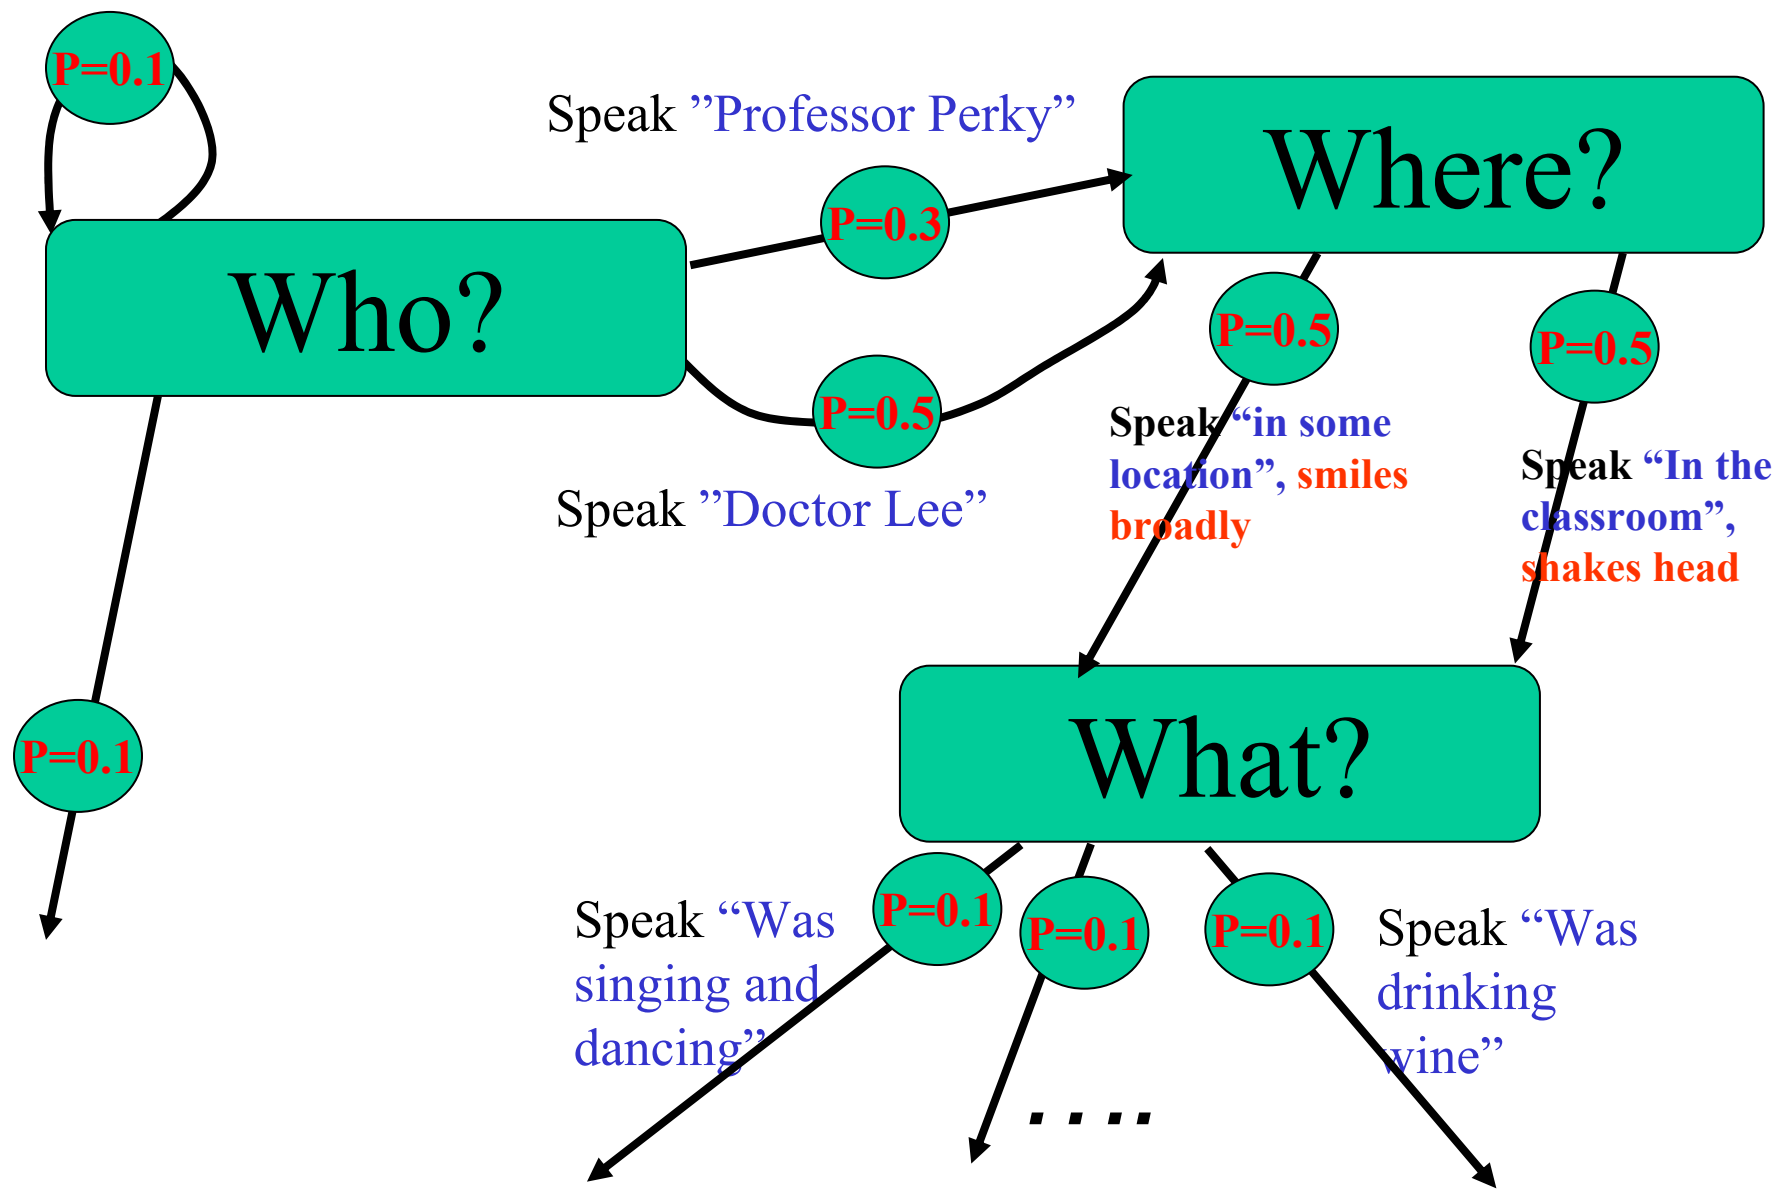 P=0.1
Speak ”Professor Perky”
Where?
P=0.3
Who?
P=0.5
P=0.5
P=0.5
Speak “in some
location”, smiles
broadly
Speak “In the
classroom”,
shakes head
Speak ”Doctor Lee”
What?
P=0.1
P=0.1
P=0.1
P=0.1
Speak “Was
singing and
dancing”
Speak “Was
drinking
wine”
. . . .